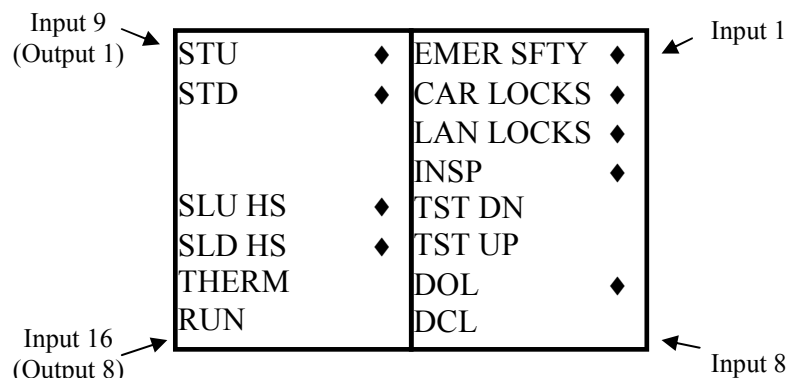 Input 9
(Output 1)
STU ♦
STD ♦
SLU HS ♦
SLD HS ♦
THERM
RUN
Input 16
(Output 8)
EMER SFTY ♦
CAR LOCKS ♦
LAN LOCKS ♦
INSP ♦
TST DN
TST UP
DOL ♦
DCL
Input 1
Input 8